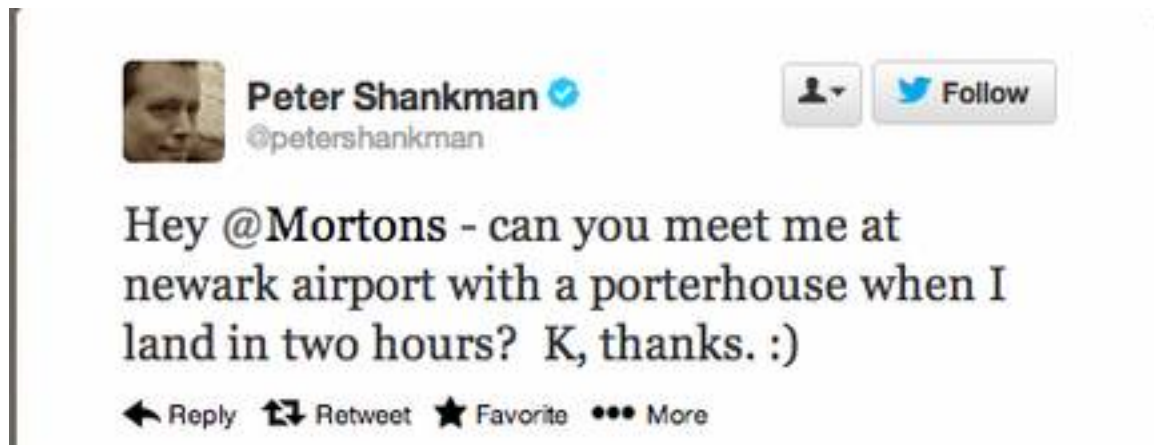 Peter Shankman
Follow
@petershankman
Hey @Mortons - can you meet me at
newark airport with a porterhouse when I
land in two hours?  K, thanks. :)
Reply Retweet Favorite More